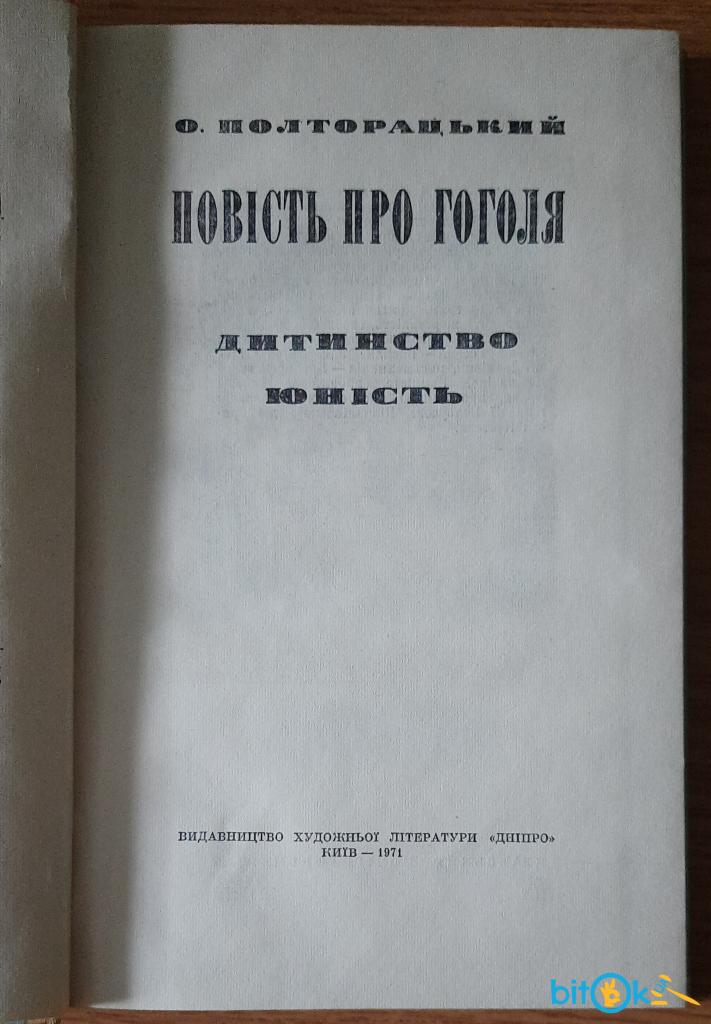 О. ПОЛТОРАЦЬКИЙ
ПОВІСТЬ ПРО ГОГОЛЯ
ДИТИНСТВО
ЮНІСТЬ
ВИДАВНИЦТВО ХУДОЖНЬОЇ ЛІТЕРАТУРИ «ДНІПРО»
КИЇВ — 1971
bitOk